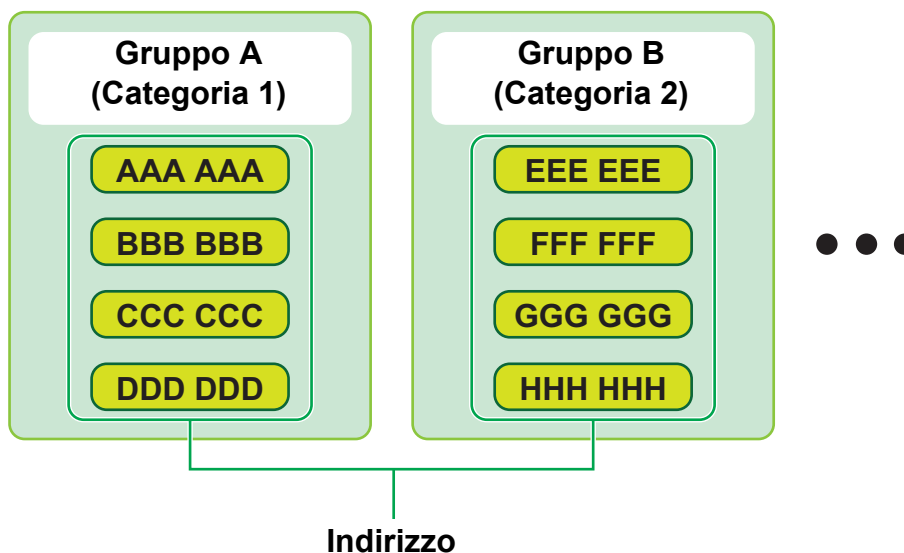 Gruppo A
(Categoria 1)
AAA AAA
BBB BBB
CCC CCC
DDD DDD
Gruppo B
(Categoria 2)
EEE EEE
FFF FFF
GGG GGG
HHH HHH
Indirizzo